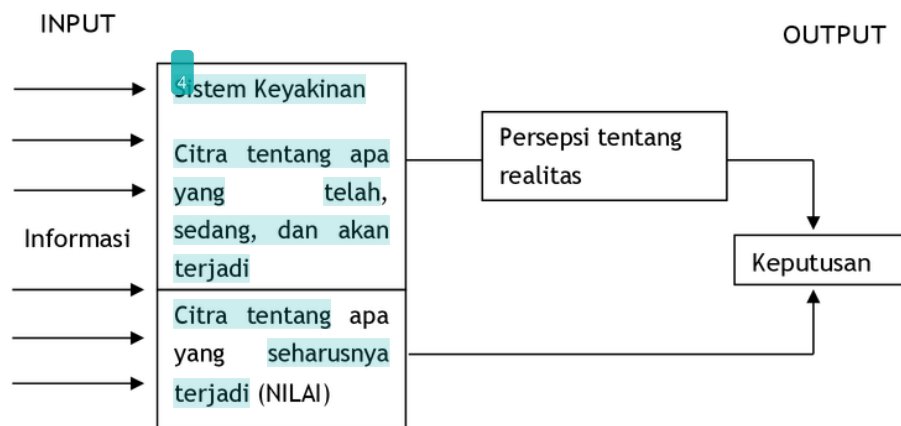 INPUT
OUTPUT
4
Sistem Keyakinan
Citra tentang apa
yang telah,
sedang, dan akan
terjadi
Persepsi tentang
realitas
Informasi
Keputusan
Citra tentang apa
yang seharusnya
terjadi (NILAI)